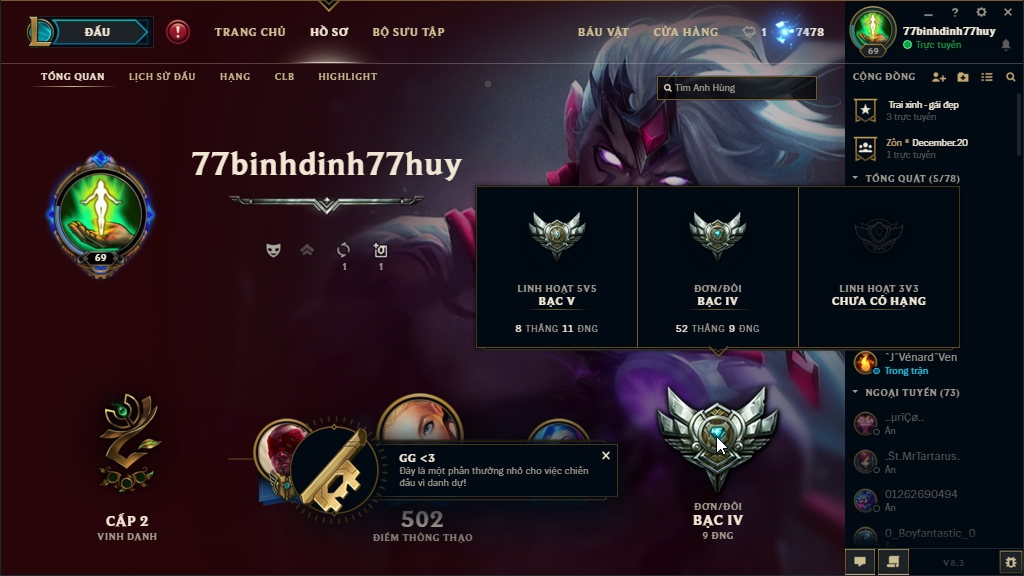 ĐẤU
TRANG CHỦ
HỒ SƠ
BỘ SƯU TẬP
BÁU VẬT
CỬA HÀNG
1
7478
69
77binhdinh77huy
Trực tuyến
TỔNG QUAN
LỊCH SỬ ĐẤU
HẠNG
CLB
HIGHLIGHT
Tìm Anh Hùng
CỘNG ĐỒNG
Trai xinh - gái đẹp
3 trực tuyến
Zôn * December.20
1 trực tuyến
TỔNG QUÁT (5/78)
77binhdinh77huy
69
1
1
LINH HOẠT 5V5
BẠC V
8 THẮNG 11 ĐNG
ĐƠN/ĐÔI
BẠC IV
52 THẮNG 9 ĐNG
LINH HOẠT 3V3
CHƯA CÓ HẠNG
ˆJˆVénardˆVen
Trong trận
NGOẠI TUYẾN (73)
..µrïÇø..
Ẩn
.Št.MrTartarus.
Ẩn
01262690494
Ẩn
0_Boyfantastic_0
GG <3
Đây là một phần thưởng nhỏ cho việc chiến
đấu vì danh dự!
CẤP 2
VINH DANH
502
ĐIỂM THÔNG THẠO
ĐƠN/ĐÔI
BẠC IV
9 ĐNG
V8.3